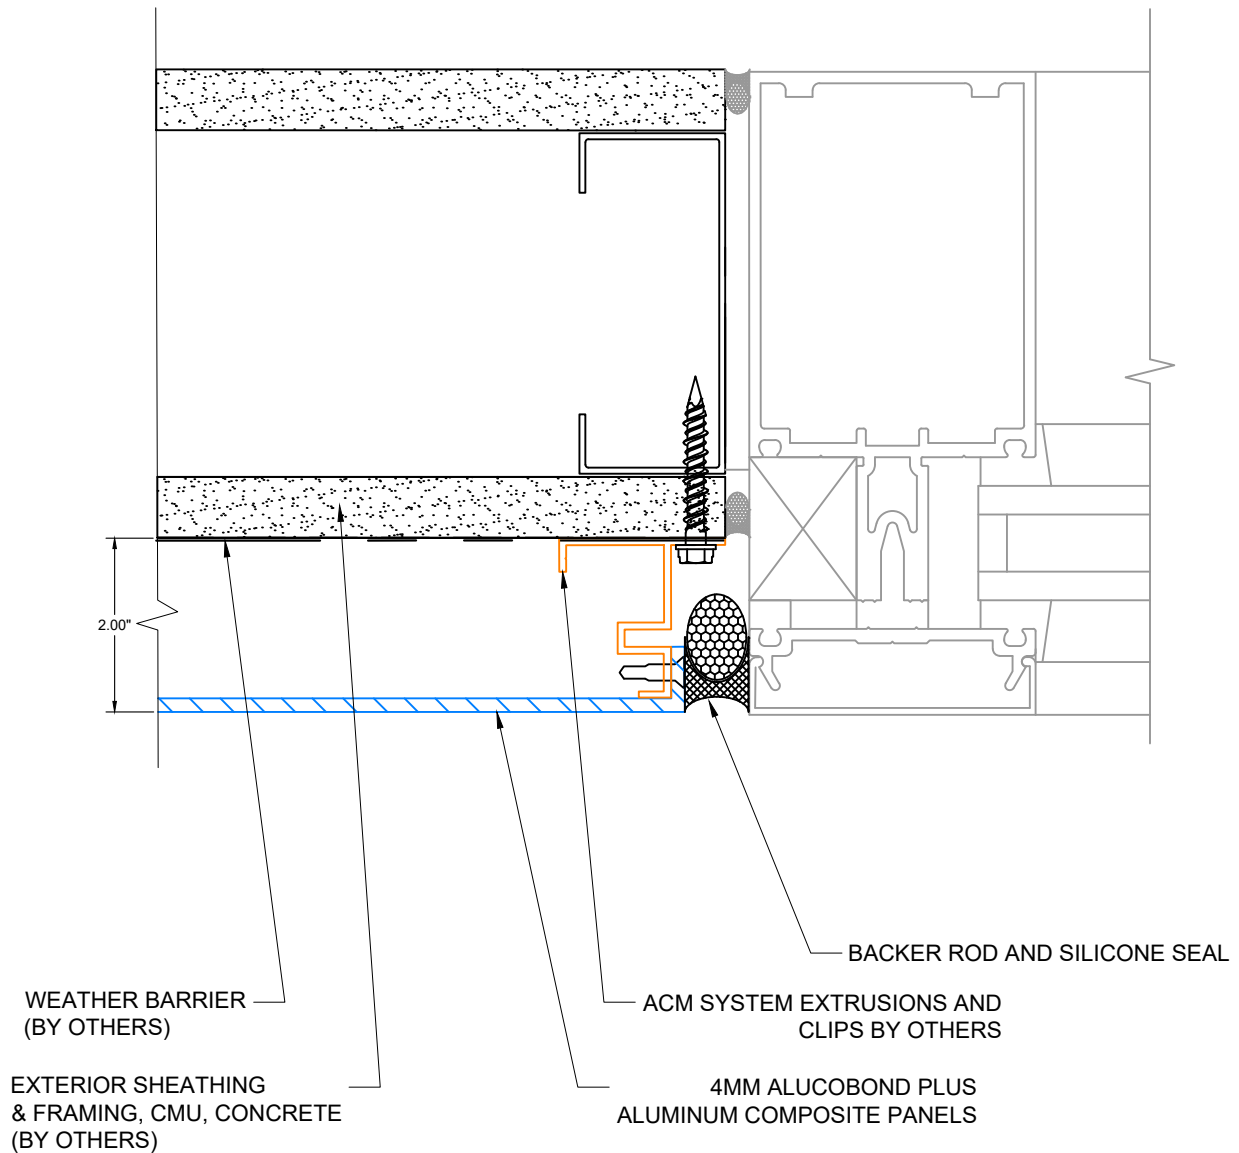 2.00"
BACKER ROD AND SILICONE SEAL
WEATHER BARRIER
(BY OTHERS)
ACM SYSTEM EXTRUSIONS AND
CLIPS BY OTHERS
EXTERIOR SHEATHING
& FRAMING, CMU, CONCRETE
(BY OTHERS)
4MM ALUCOBOND PLUS
ALUMINUM COMPOSITE PANELS